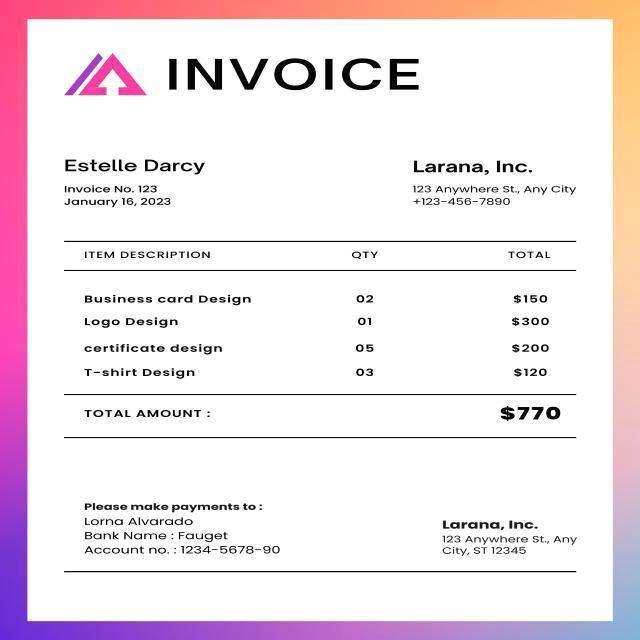 INVOICE
Estelle Darcy
Invoice No. 123
January 16, 2023
Larana, Inc.
123 Anywhere St., Any City
+123-456-7890
ITEM DESCRIPTION QTY TOTAL
Business card Design 02 $150
Logo Design 01 $300
certificate design 05 $200
T-shirt Design 03 $120
TOTAL AMOUNT : $770
Please make payments to :
Lorna Alvarado
Bank Name : Fauget
Account no. : 1234-5678-90
Larana, Inc.
123 Anywhere St., Any
City, ST 12345